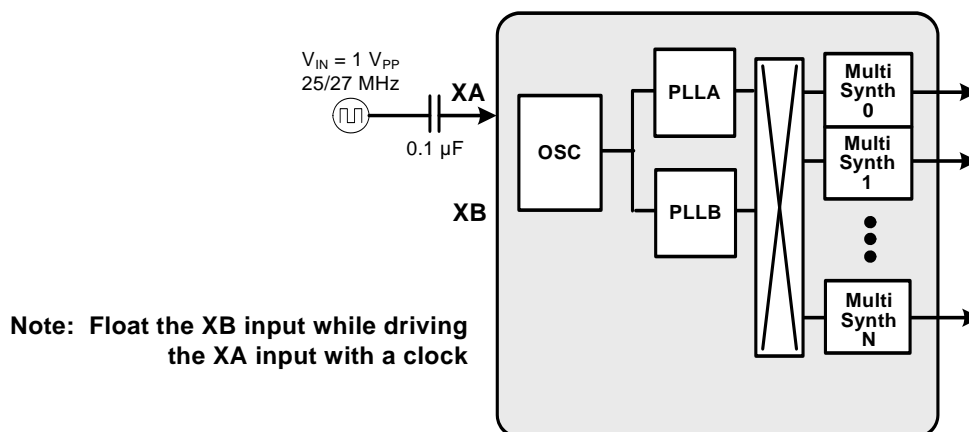 V_IN = 1 V_PP
25/27 MHz
XA
0.1 µF
XB
OSC
PLLA
PLLB
Multi
Synth
0
Multi
Synth
1
Multi
Synth
N
Note: Float the XB input while driving
the XA input with a clock